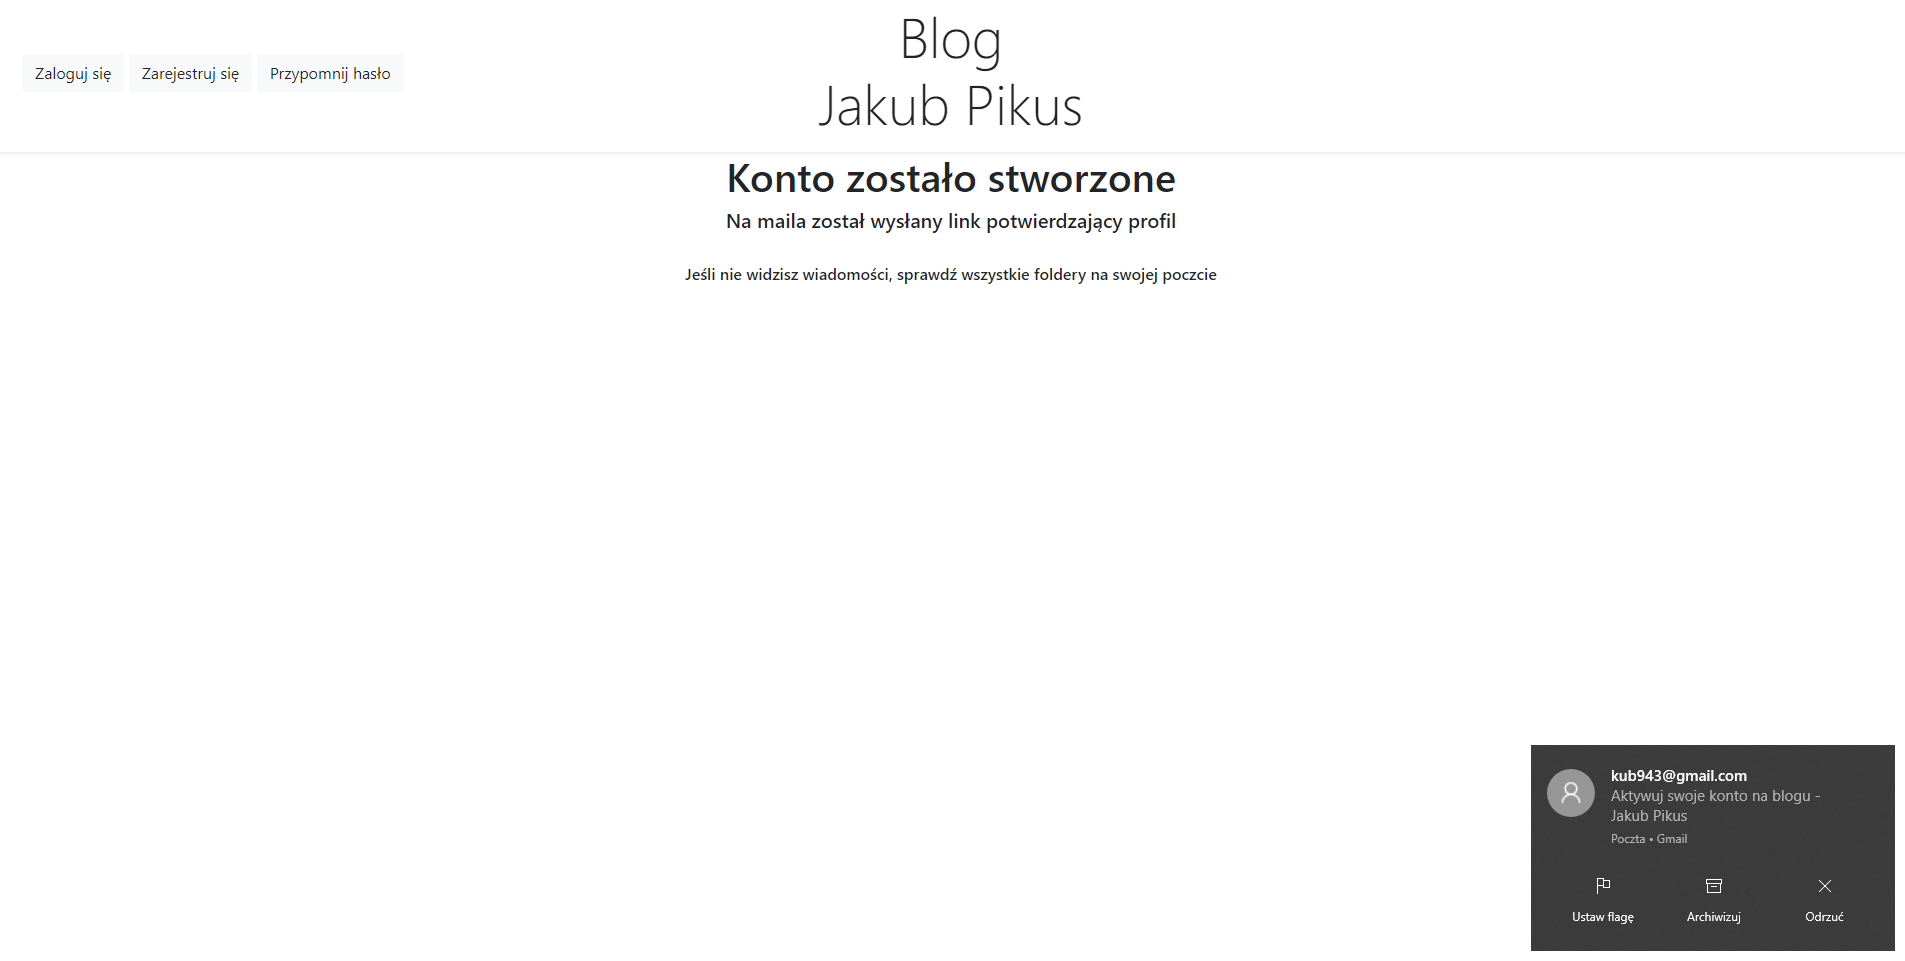 Blog
Jakub Pikus
Zaloguj się
Zarejestruj się
Przypomnij hasło
Konto zostało stworzone
Na maila został wysłany link potwierdzający profil
Jeśli nie widzisz wiadomości, sprawdź wszystkie foldery na swojej poczcie
kub943@gmail.com
Aktywuj swoje konto na blogu -
Jakub Pikus
Poczta • Gmail
Ustaw flagę
Archiwizuj
Odrzuć